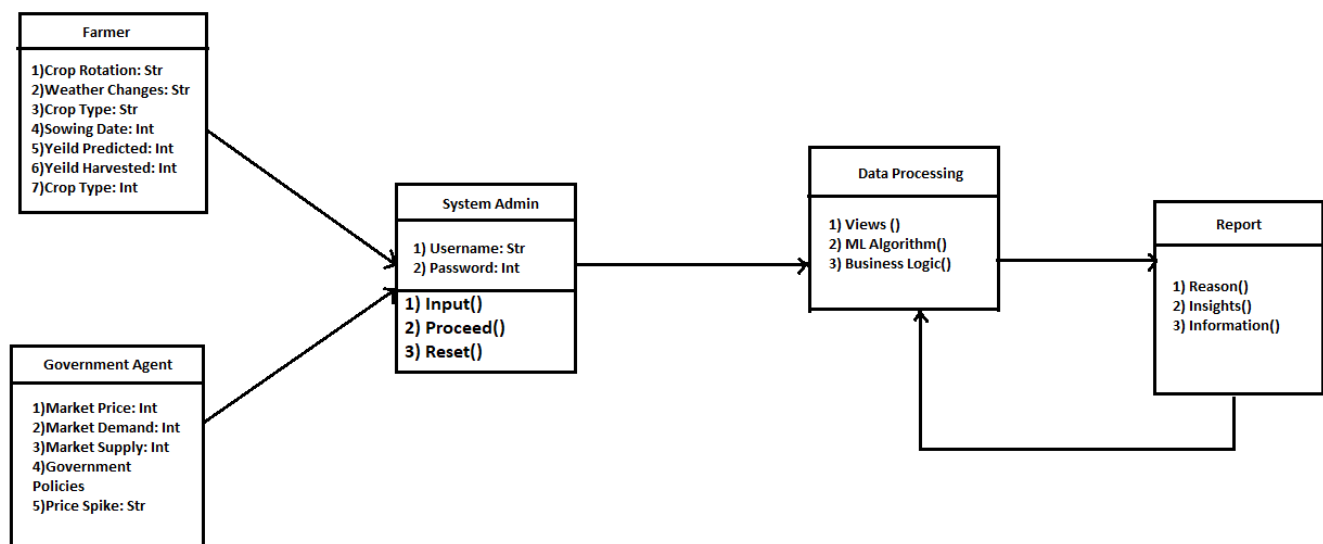 Farmer
1)Crop Rotation: Str
2)Weather Changes: Str
3)Crop Type: Str
4)Sowing Date: Int
5)Yeild Predicted: Int
6)Yeild Harvested: Int
7)Crop Type: Int
Government Agent
1)Market Price: Int
2)Market Demand: Int
3)Market Supply: Int
4)Government
Policies
5)Price Spike: Str
System Admin
1) Username: Str
2) Password: Int
1) Input()
2) Proceed()
3) Reset()
Data Processing
1) Views ()
2) ML Algorithm()
3) Business Logic()
Report
1) Reason()
2) Insights()
3) Information()